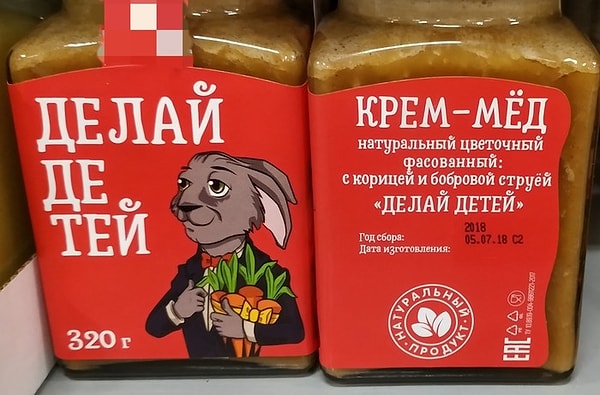 ДЕЛАЙ
ДЕ
ТЕЙ
320 г
КРЕМ-МЁД
натуральный цветочный
фасованный:
с корицей и бобровой струёй
«ДЕЛАЙ ДЕТЕЙ»
Год сбора: 2018
Дата изготовления: 05.07.18 С2
НАТУРАЛЬНЫЙ
ПРОДУКТ
EAC